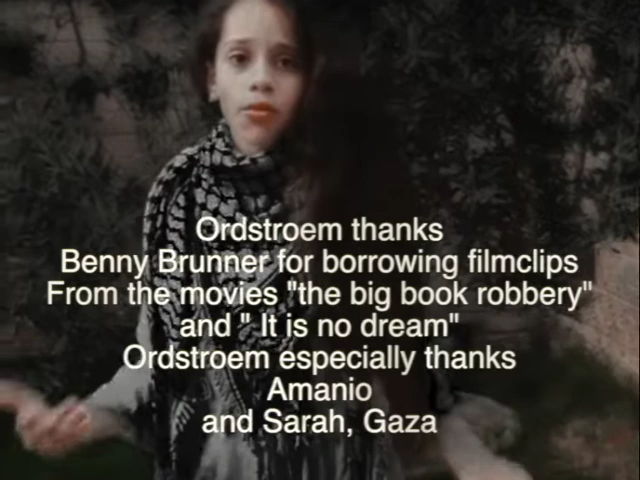 Ordstroem thanks
Benny Brunner for borrowing filmclips
From the movies "the big book robbery"
and " It is no dream"
Ordstroem especially thanks
Amanio
and Sarah, Gaza